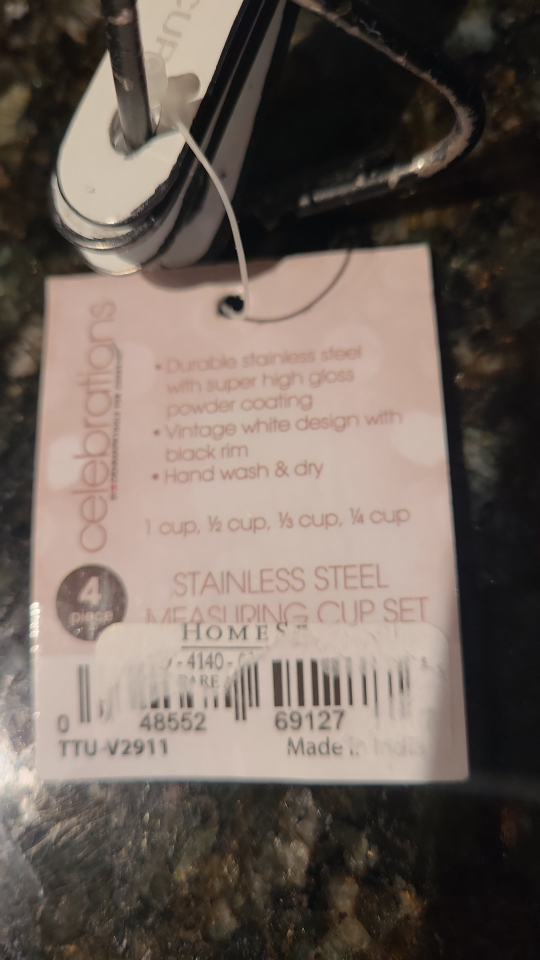 CUP
celebrations
• Durable stainless steel
with super high gloss
powder coating
• Vintage white design with
black rim
• Hand wash & dry
1 cup, ½ cup, ⅓ cup, ¼ cup
4
piece
STAINLESS STEEL
MEASURING CUP SET
HOMES
- 4140 -
0 48552 69127
TTU-V2911
Made in India